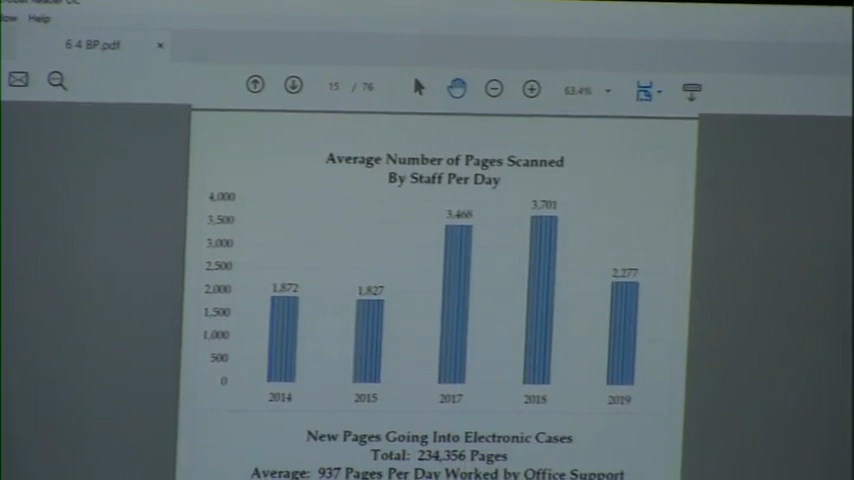 Help
6 4 BP.pdf ×
15 / 76 63.4%
Average Number of Pages Scanned
By Staff Per Day
4,000
3,500
3,000
2,500
2,000
1,500
1,000
500
0
1,872
1,827
3,468
3,701
2,277
2014 2015 2017 2018 2019
New Pages Going Into Electronic Cases
Total: 234,356 Pages
Average: 937 Pages Per Day Worked by Office Support